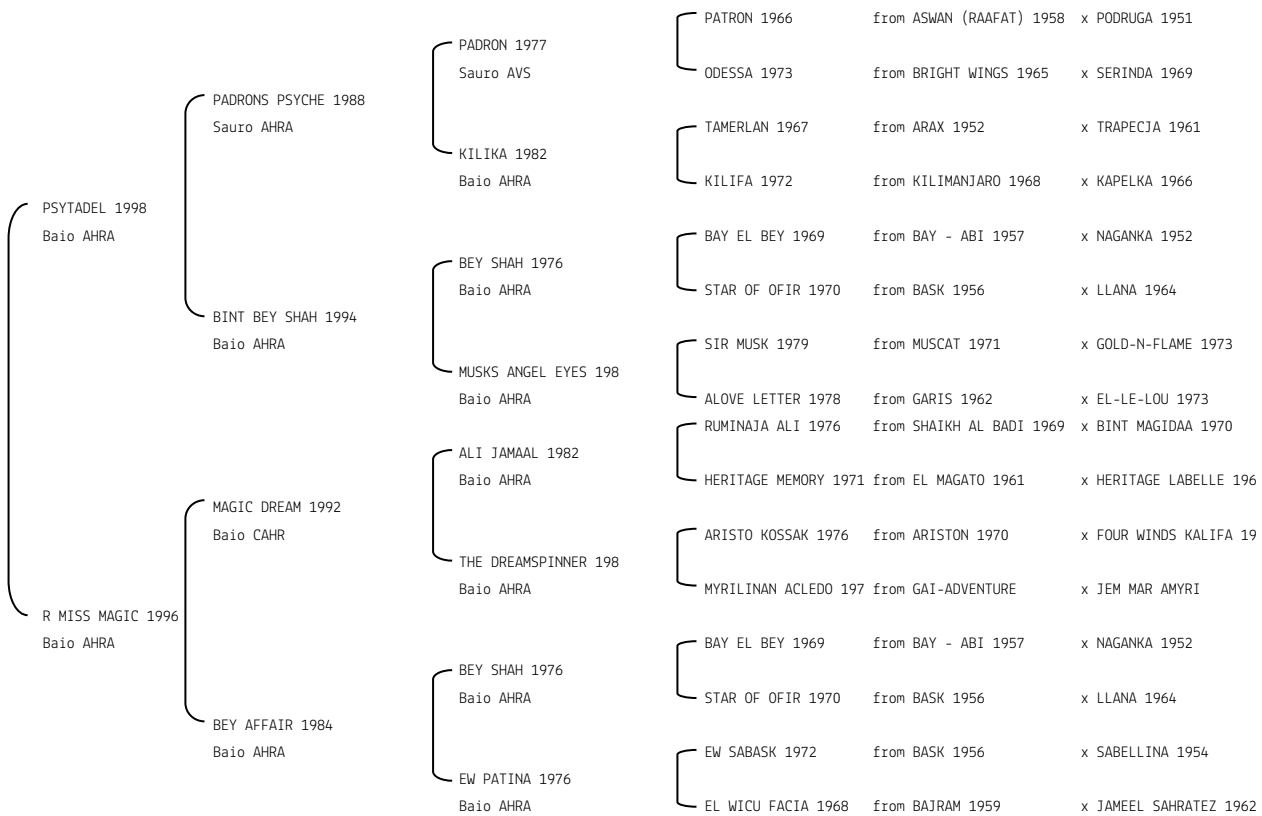 PATRON 1966 from ASWAN (RAAFAT) 1958 x PODRUGA 1951
PADRON 1977
Sauro AVS
ODESSA 1973 from BRIGHT WINGS 1965 x SERINDA 1969
PADRONS PSYCHE 1988
Sauro AHRA
TAMERLAN 1967 from ARAX 1952 x TRAPECJA 1961
KILIKA 1982
Baio AHRA
KILIFA 1972 from KILIMANJARO 1968 x KAPELKA 1966
PSYTADEL 1998
Baio AHRA
BAY EL BEY 1969 from BAY - ABI 1957 x NAGANKA 1952
BEY SHAH 1976
Baio AHRA
STAR OF OFIR 1970 from BASK 1956 x LLANA 1964
BINT BEY SHAH 1994
Baio AHRA
SIR MUSK 1979 from MUSCAT 1971 x GOLD-N-FLAME 1973
MUSKS ANGEL EYES 198
Baio AHRA
ALOVE LETTER 1978 from GARIS 1962 x EL-LE-LOU 1973
RUMINAJA ALI 1976 from SHAIKH AL BADI 1969 x BINT MAGIDAA 1970
ALI JAMAAL 1982
Baio AHRA
HERITAGE MEMORY 1971 from EL MAGATO 1961 x HERITAGE LABELLE 196
MAGIC DREAM 1992
Baio CAHR
ARISTO KOSSAK 1976 from ARISTON 1970 x FOUR WINDS KALIFA 19
THE DREAMSPINNER 198
Baio AHRA
MYRILINAN ACLEDO 197 from GAI-ADVENTURE x JEM MAR AMYRI
R MISS MAGIC 1996
Baio AHRA
BAY EL BEY 1969 from BAY - ABI 1957 x NAGANKA 1952
BEY SHAH 1976
Baio AHRA
STAR OF OFIR 1970 from BASK 1956 x LLANA 1964
BEY AFFAIR 1984
Baio AHRA
EW SABASK 1972 from BASK 1956 x SABELLINA 1954
EW PATINA 1976
Baio AHRA
EL WICU FACIA 1968 from BAJRAM 1959 x JAMEEL SAHRATEZ 1962